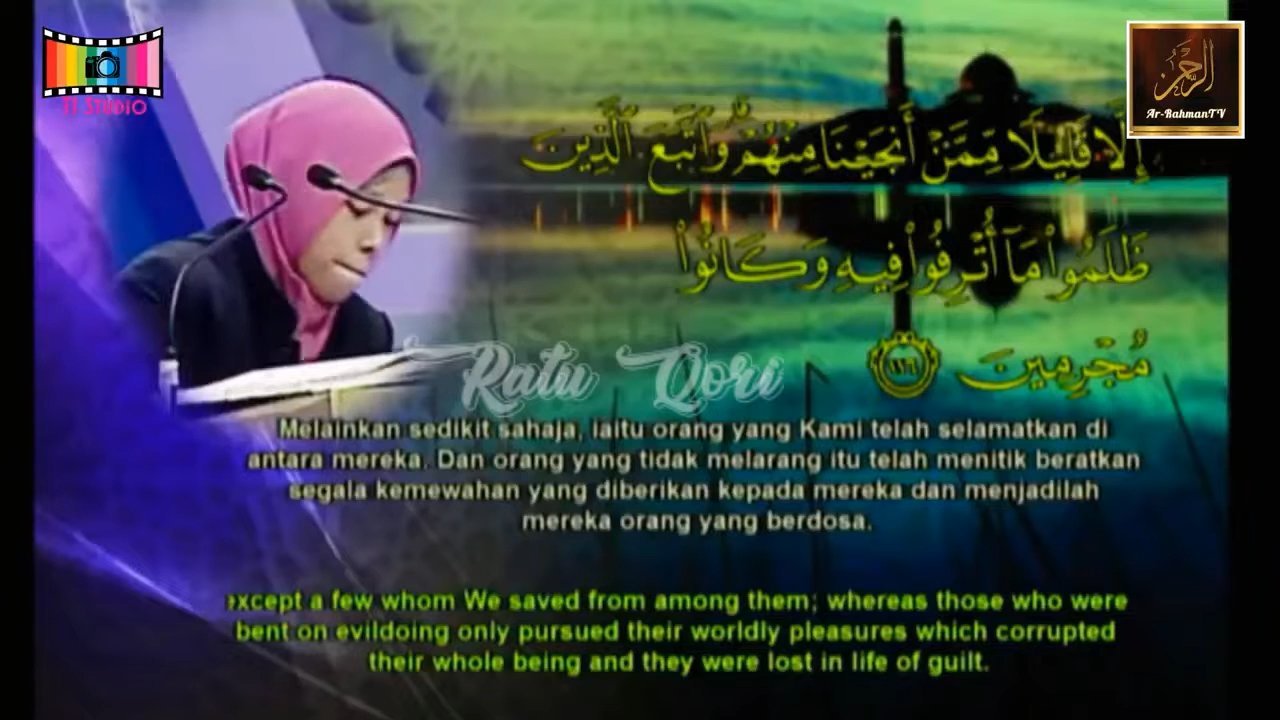 TI STUDIO
الرحمن
Ar-RahmanTV
إِلَّا قَلِيلًا مِّمَّنْ أَنجَيْنَا مِنْهُمْ ۗ وَاتَّبَعَ الَّذِينَ
ظَلَمُوا۟ مَآ أُتْرِفُوا۟ فِيهِ وَكَانُوا۟
مُجْرِمِينَ ١١٦
Ratu Qori
Melainkan sedikit sahaja, iaitu orang yang Kami telah selamatkan di
antara mereka. Dan orang yang tidak melarang itu telah menitik beratkan
segala kemewahan yang diberikan kepada mereka dan menjadilah
mereka orang yang berdosa.
except a few whom We saved from among them; whereas those who were
bent on evildoing only pursued their worldly pleasures which corrupted
their whole being and they were lost in life of guilt.